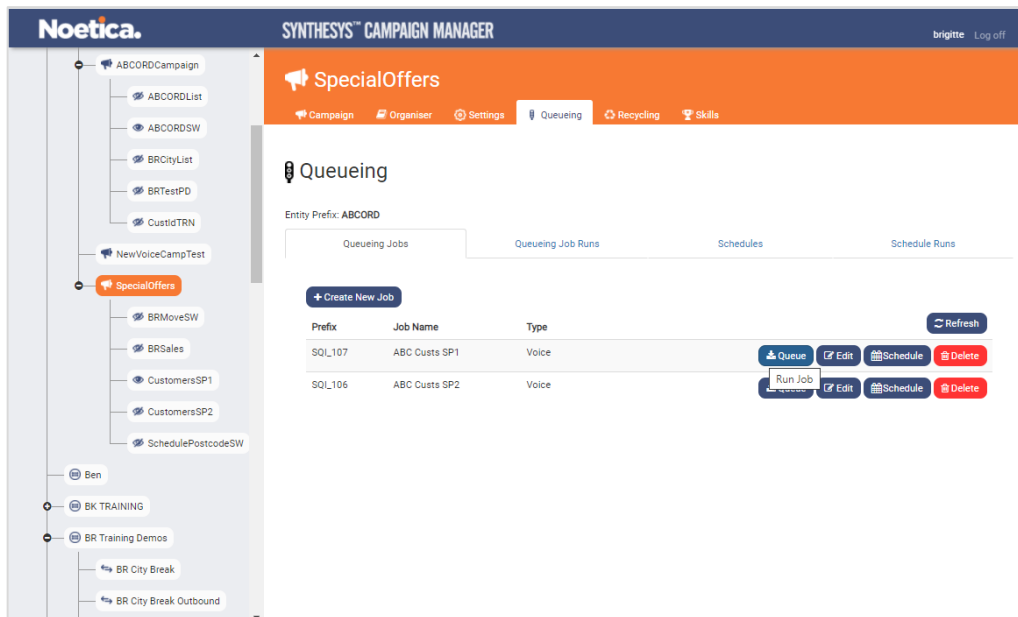 Noetica.
SYNTHESYS™ CAMPAIGN MANAGER
brigitte Log off
ABCORDCampaign
ABCORDList
ABCORDSW
BRCityList
BRTestPD
CustIdTRN
NewVoiceCampTest
SpecialOffers
BRMoveSW
BRSales
CustomersSP1
CustomersSP2
SchedulePostcodeSW
Ben
BK TRAINING
BR Training Demos
BR City Break
BR City Break Outbound
SpecialOffers
Campaign Organiser Settings Queueing Recycling Skills
Queueing
Entity Prefix: ABCORD
Queueing Jobs Queueing Job Runs Schedules Schedule Runs
+ Create New Job
Refresh
Prefix Job Name Type
SQI_107 ABC Custs SP1 Voice Queue Edit Schedule Delete
Run Job
SQI_106 ABC Custs SP2 Voice Queue Edit Schedule Delete